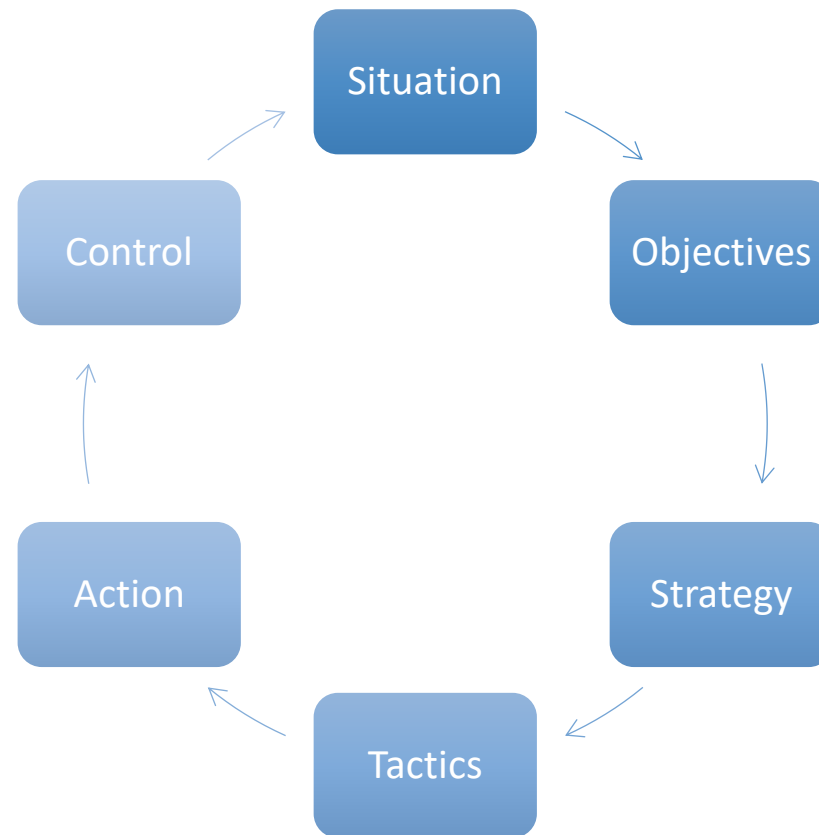 Situation
Objectives
Strategy
Tactics
Action
Control